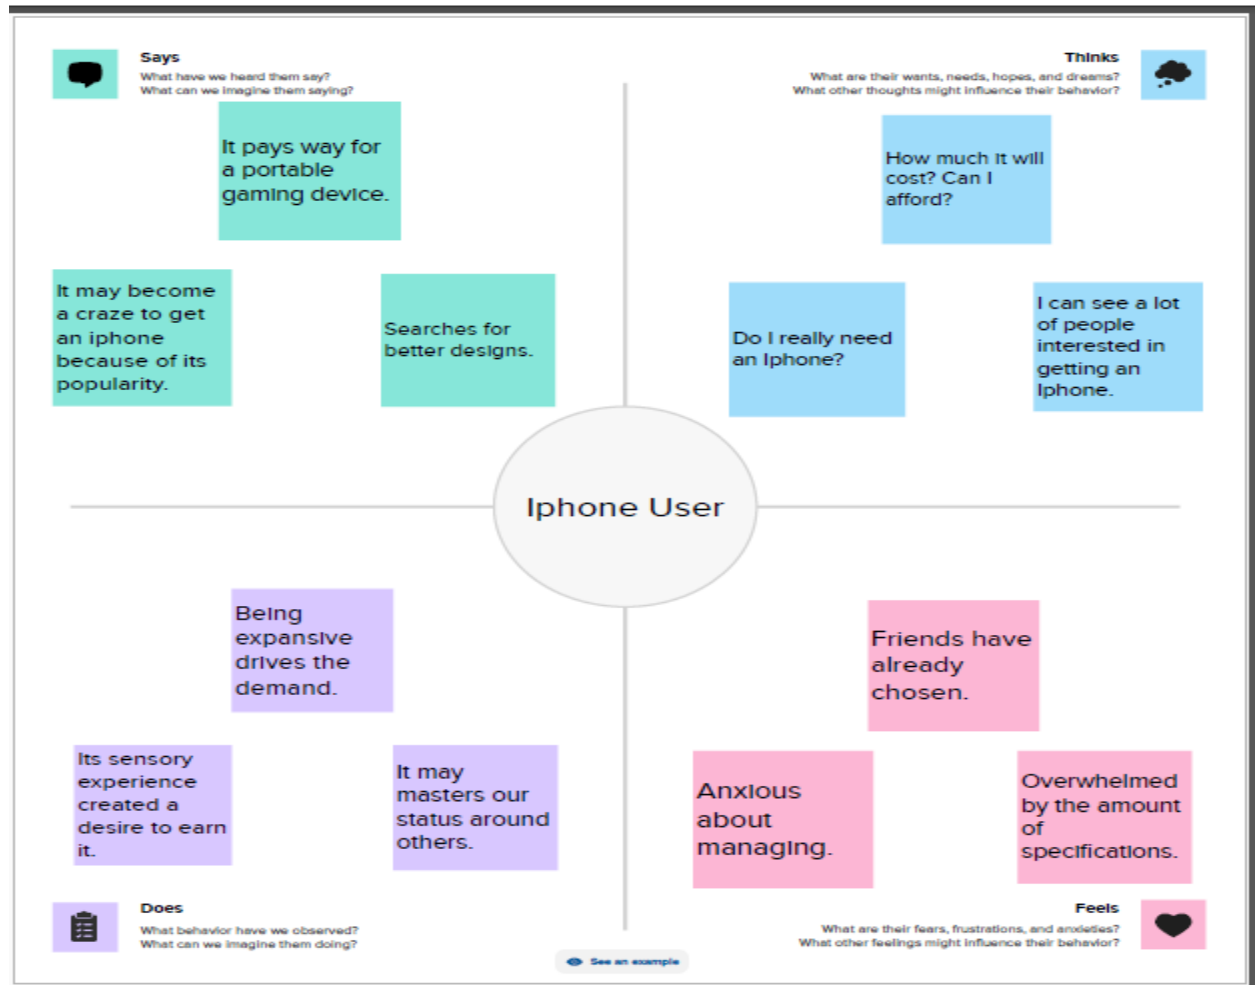 Says
What have we heard them say?
What can we imagine them saying?
It pays way for
a portable
gaming device.
It may become
a craze to get
an iphone
because of its
popularity.
Searches for
better designs.
Thinks
What are their wants, needs, hopes, and dreams?
What other thoughts might influence their behavior?
How much it will
cost? Can I
afford?
Do I really need
an Iphone?
I can see a lot
of people
interested in
getting an
Iphone.
Iphone User
Being
expansive
drives the
demand.
Its sensory
experience
created a
desire to earn
it.
It may
masters our
status around
others.
Does
What behavior have we observed?
What can we imagine them doing?
Friends have
already
chosen.
Anxious
about
managing.
Overwhelmed
by the amount
of
specifications.
Feels
What are their fears, frustrations, and anxieties?
What other feelings might influence their behavior?
See an example